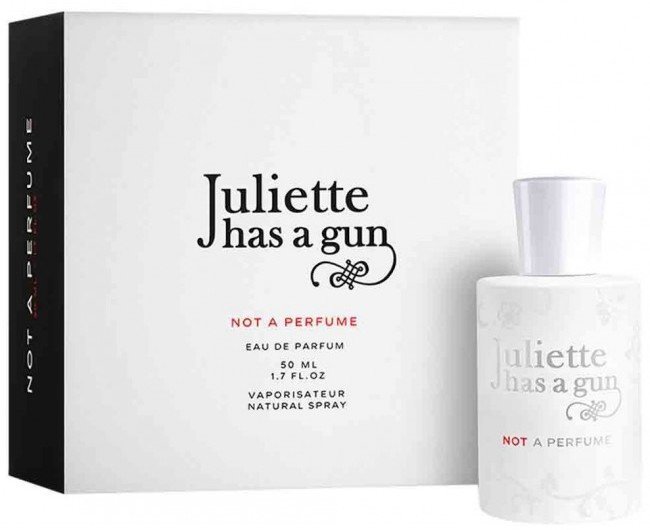 NOT A PERFUME
Juliette
has a gun
NOT A PERFUME
EAU DE PARFUM
50 ML
1.7 FL.OZ
VAPORISATEUR
NATURAL SPRAY
Juliette
has a gun
NOT A PERFUME